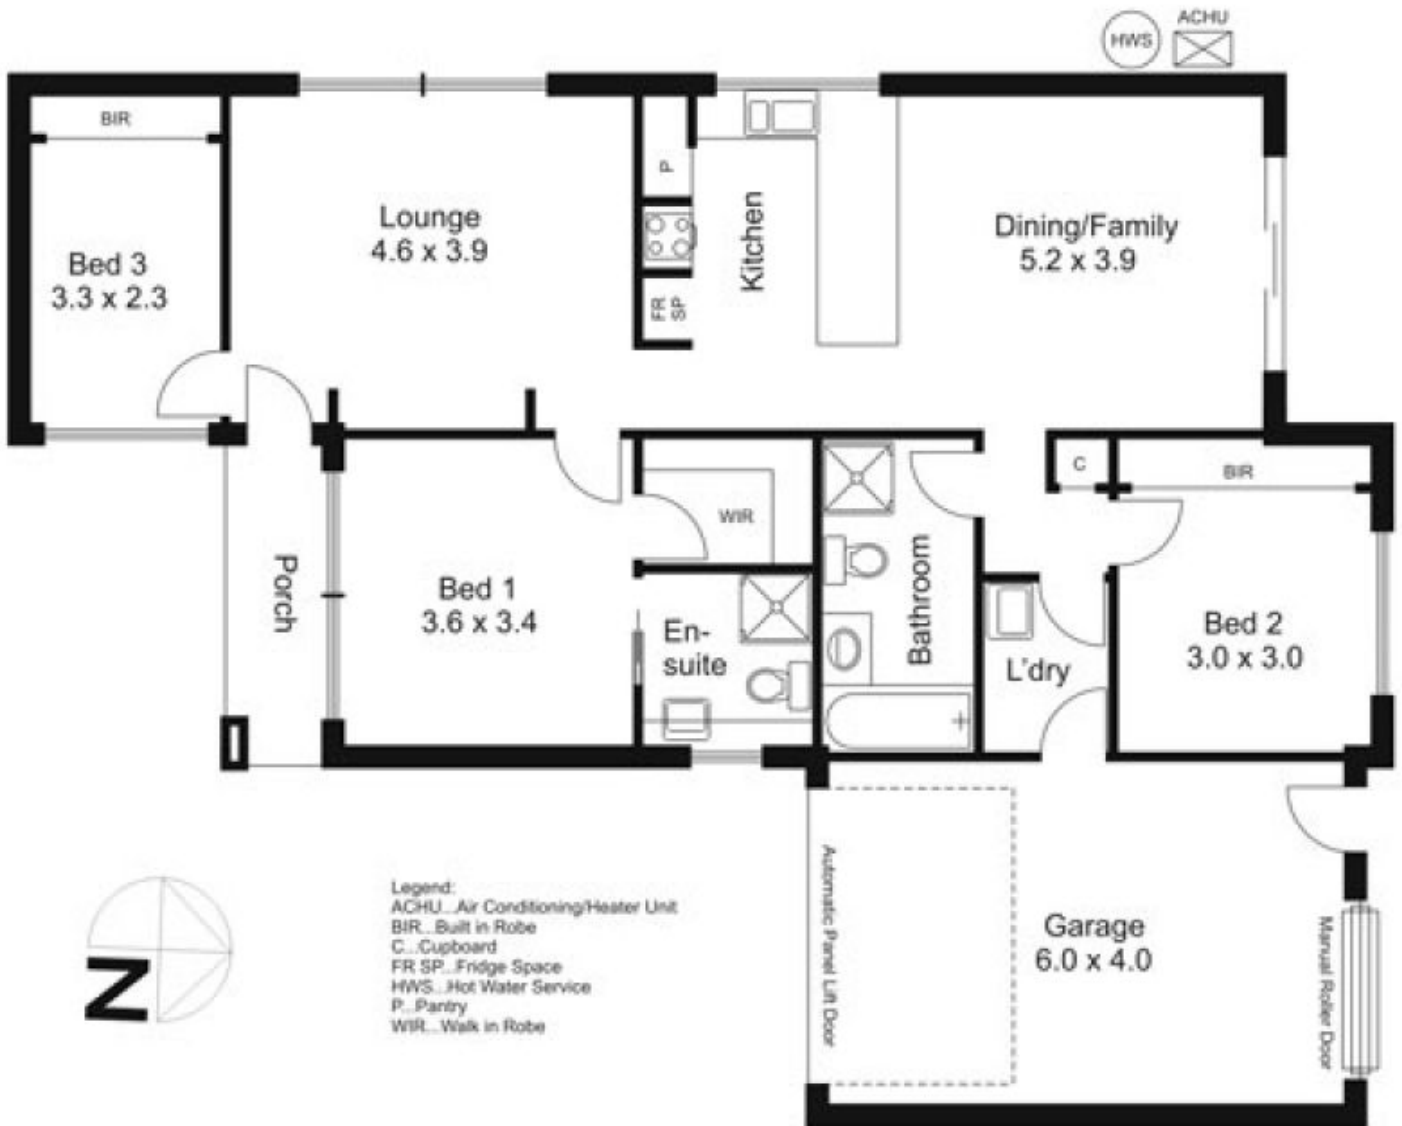 ACHU
HWS
BIR
Lounge
4.6 x 3.9
P
Kitchen
Dining/Family
5.2 x 3.9
Bed 3
3.3 x 2.3
FR
SP
C
BIR
WIR
Porch
Bed 1
3.6 x 3.4
En-
suite
Bathroom
L'dry
Bed 2
3.0 x 3.0
Automatic Panel Lift Door
Garage
6.0 x 4.0
Manual Roller Door
N
Legend:
ACHU...Air Conditioning/Heater Unit
BIR...Built in Robe
C...Cupboard
FR SP...Fridge Space
HWS...Hot Water Service
P...Pantry
WIR...Walk in Robe